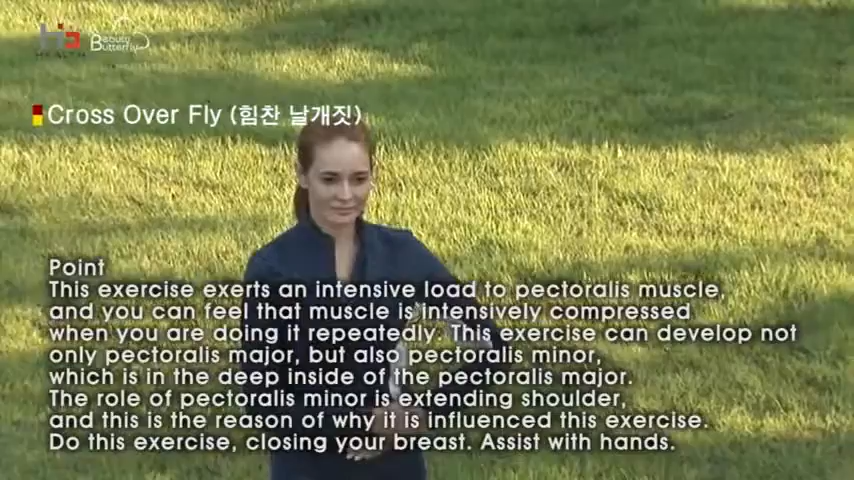 H3
HEALTH
Beauty
Butterfly
Cross Over Fly (힘찬 날개짓)
Point
This exercise exerts an intensive load to pectoralis muscle,
and you can feel that muscle is intensively compressed
when you are doing it repeatedly. This exercise can develop not
only pectoralis major, but also pectoralis minor,
which is in the deep inside of the pectoralis major.
The role of pectoralis minor is extending shoulder,
and this is the reason of why it is influenced this exercise.
Do this exercise, closing your breast. Assist with hands.